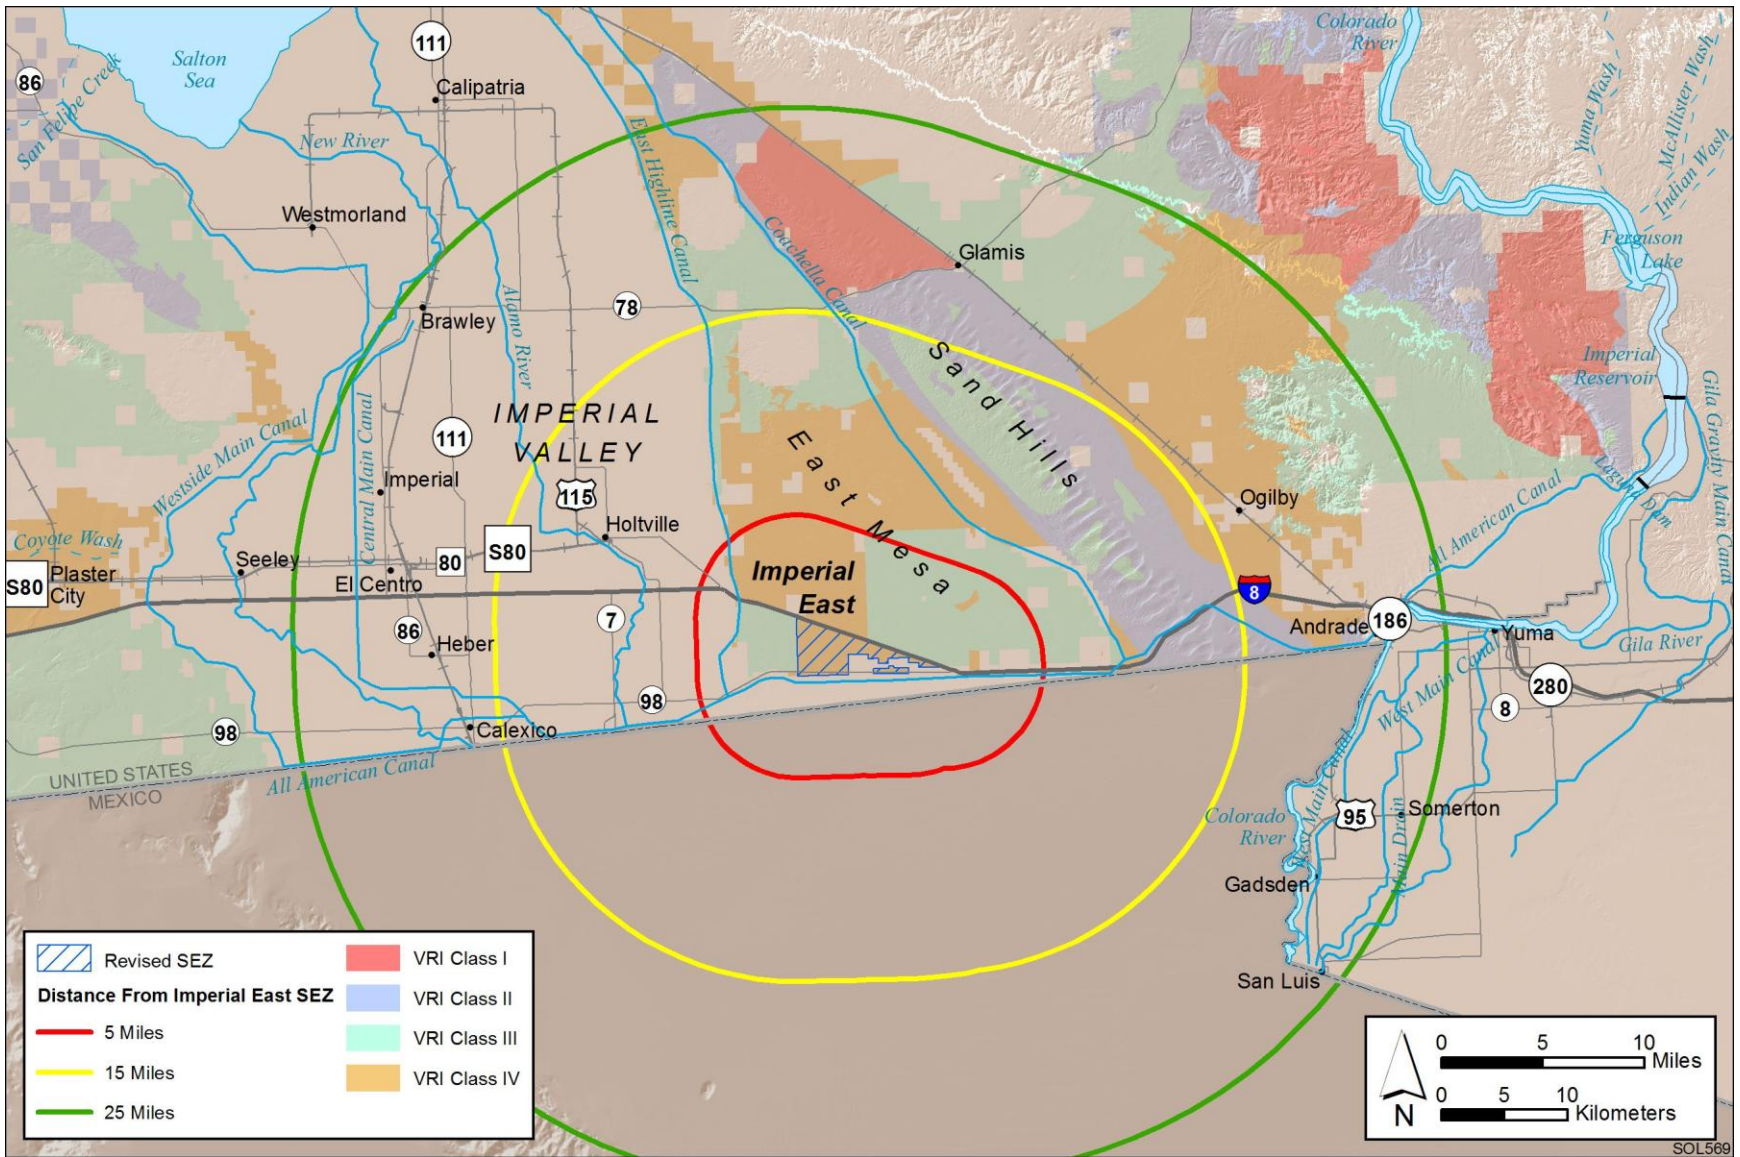 Salton
Sea
86
San Felipe Creek
111
Calipatria
New River
Westmorland
East Highline Canal
Coachella Canal
Glamis
Colorado
River
Yuma Wash
McAllister Wash
Indian Wash
Ferguson
Lake
Imperial
Reservoir
Gila Gravity Main Canal
Laguna Dam
Brawley
78
Alamo River
IMPERIAL
VALLEY
Sand Hills
East Mesa
Westside Main Canal
Central Main Canal
111
Imperial
115
Holtville
Ogilby
All American Canal
Coyote Wash
S80
Plaster
City
Seeley
80
S80
El Centro
Imperial
East
8
7
86
Heber
Andrade
186
Yuma
Gila River
West Main Canal
280
8
98
98
Calexico
UNITED STATES
MEXICO
All American Canal
Colorado
River
West Main Canal
95
Main Drain
Somerton
Gadsden
San Luis
Revised SEZ
Distance From Imperial East SEZ
5 Miles
15 Miles
25 Miles
VRI Class I
VRI Class II
VRI Class III
VRI Class IV
N
0 5 10
Miles
0 5 10
Kilometers
SOL569